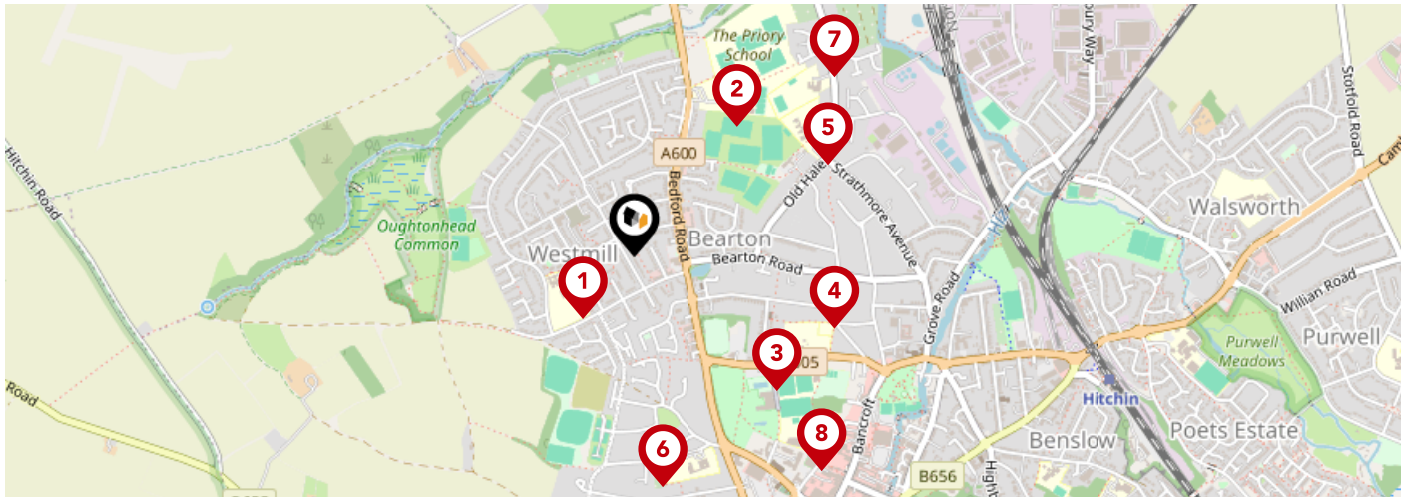 The Priory
School
7
2
5
A600
Old Hale
Strathmore Avenue
Bedford Road
Hitchin Road
Oughtonhead
Common
Westmill
Bearton
Bearton Road
1
4
3
05
Grove Road
Walsworth
Stotfold Road
Willian Road
Purwell
Purwell
Meadows
Hitchin
Poets Estate
Benslow
Bancroft
8
6
B656
Road